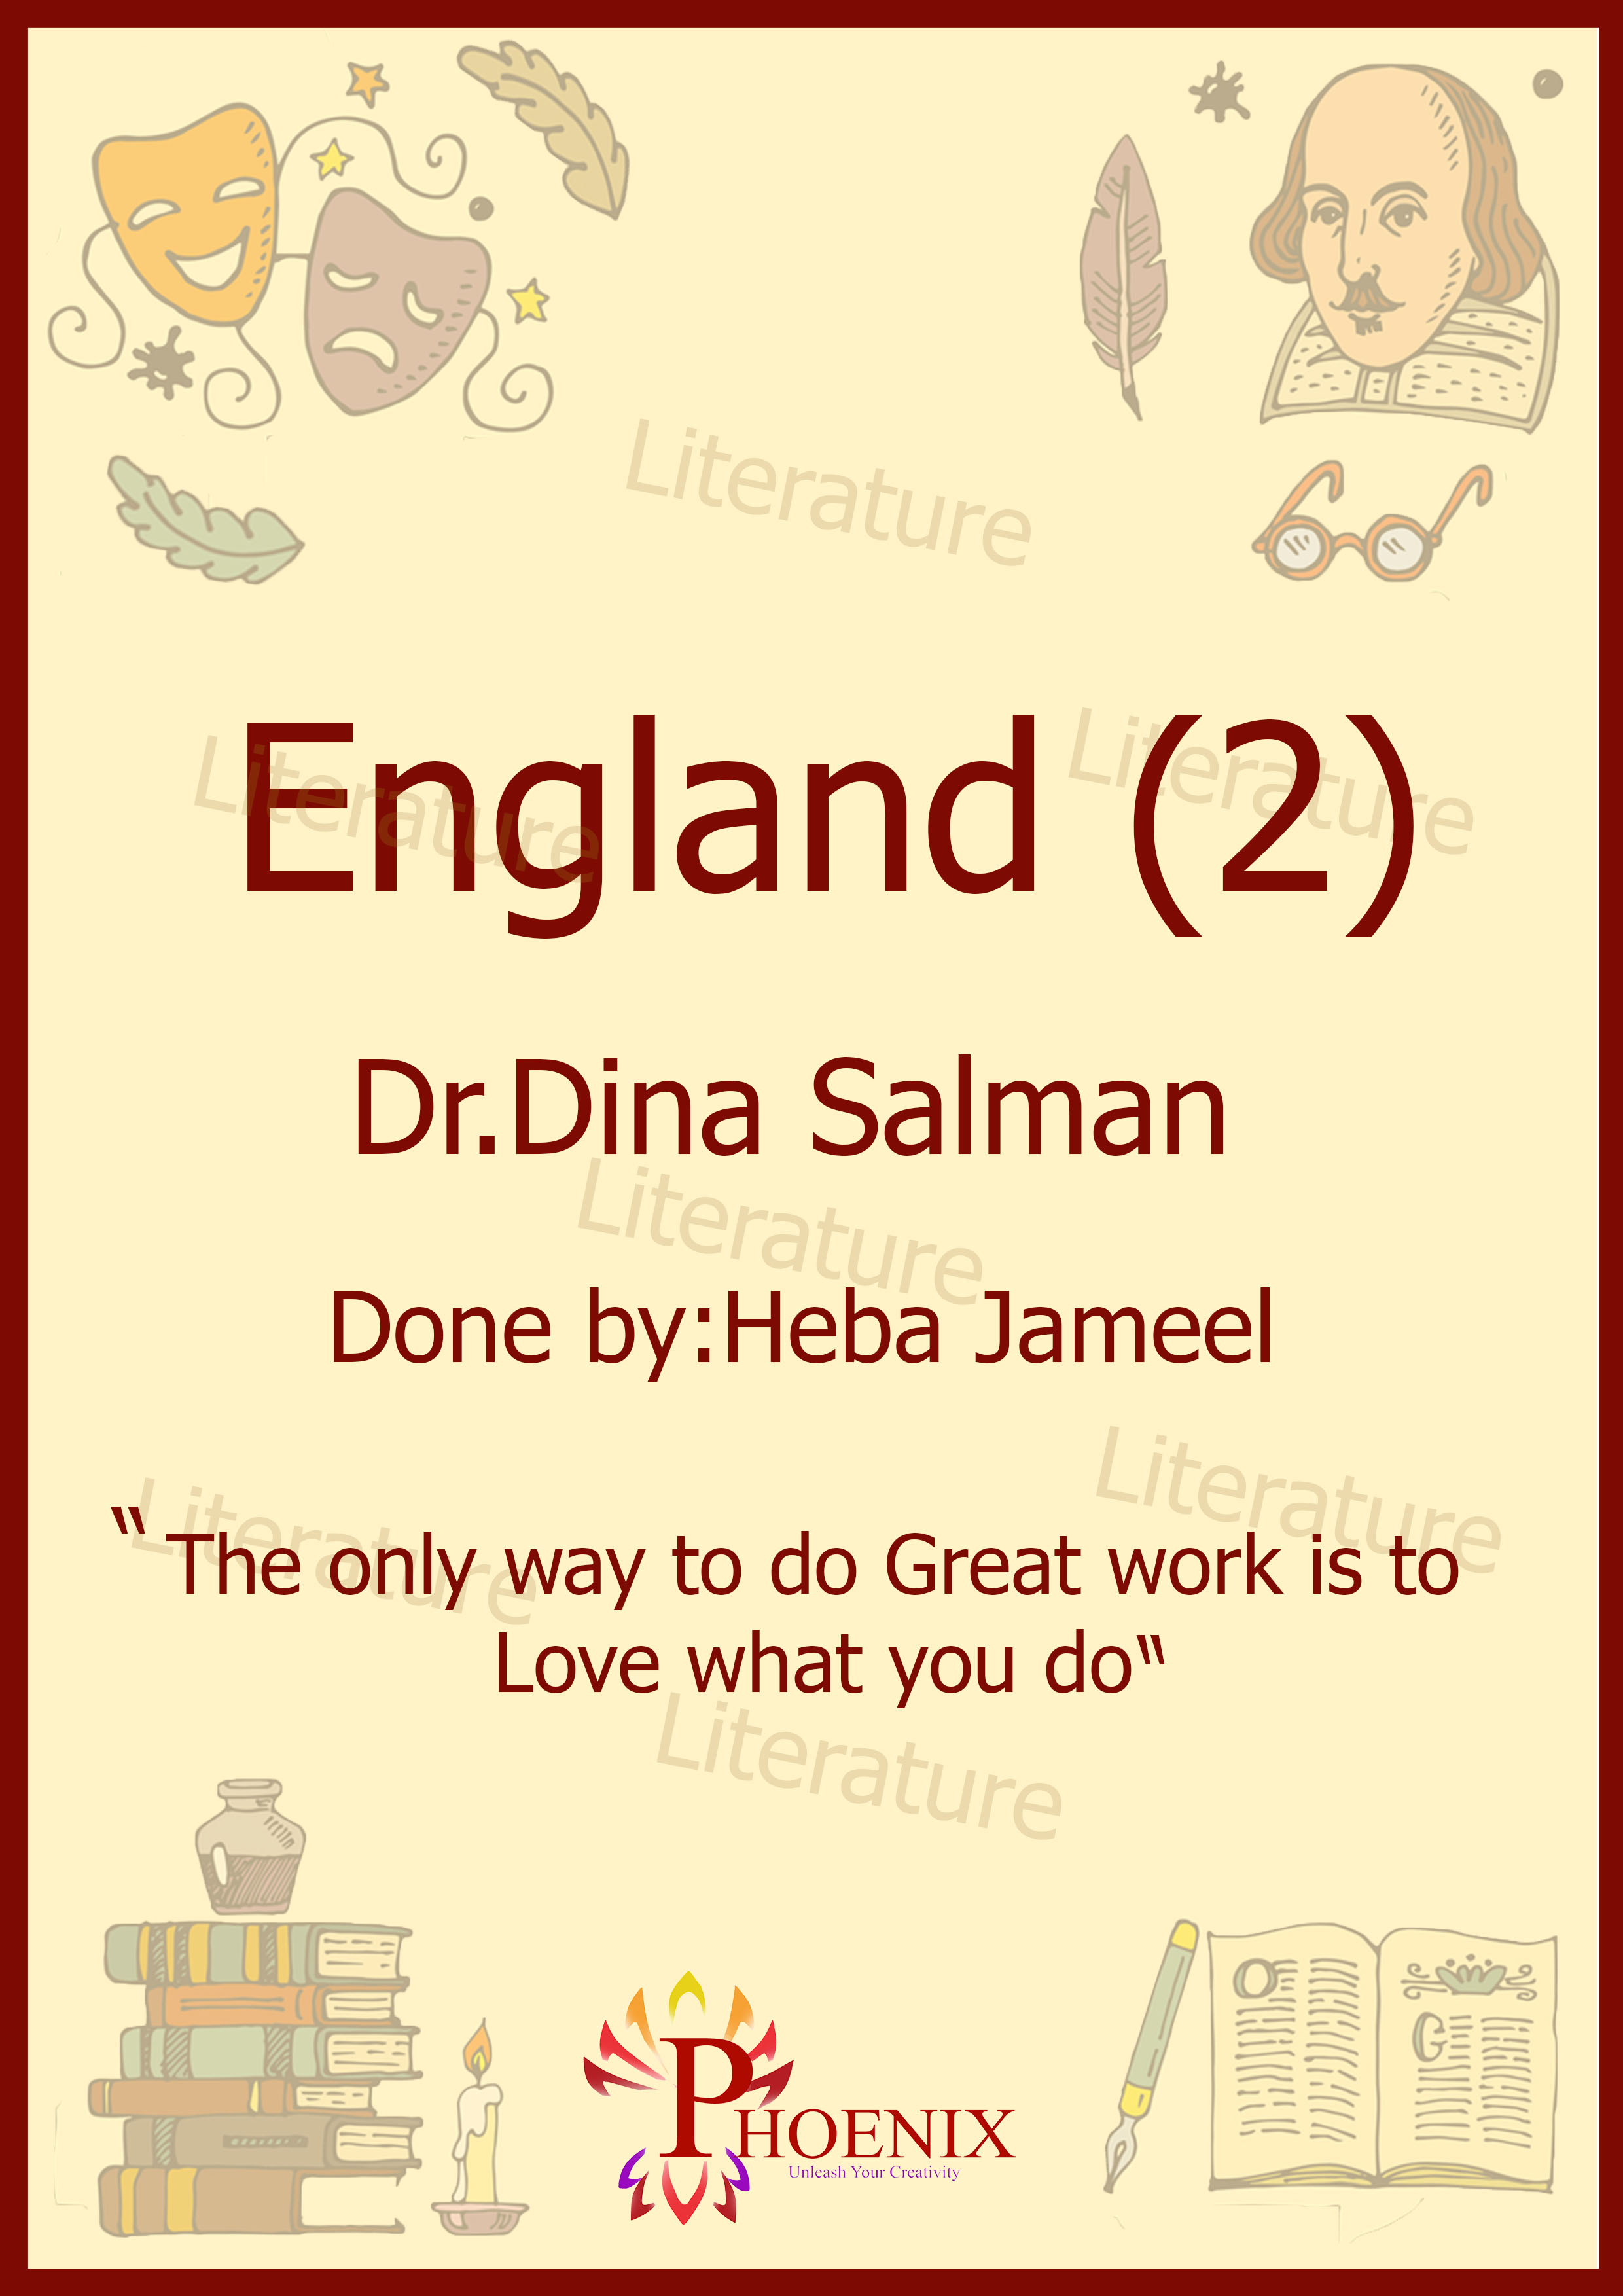 Literature
England (2)
Literature
Literature
Dr.Dina Salman
Literature
Done by:Heba Jameel
Literature
Literature
“The only way to do Great work is to
Love what you do“
Literature
PHOENIX
Unleash Your Creativity
O
G